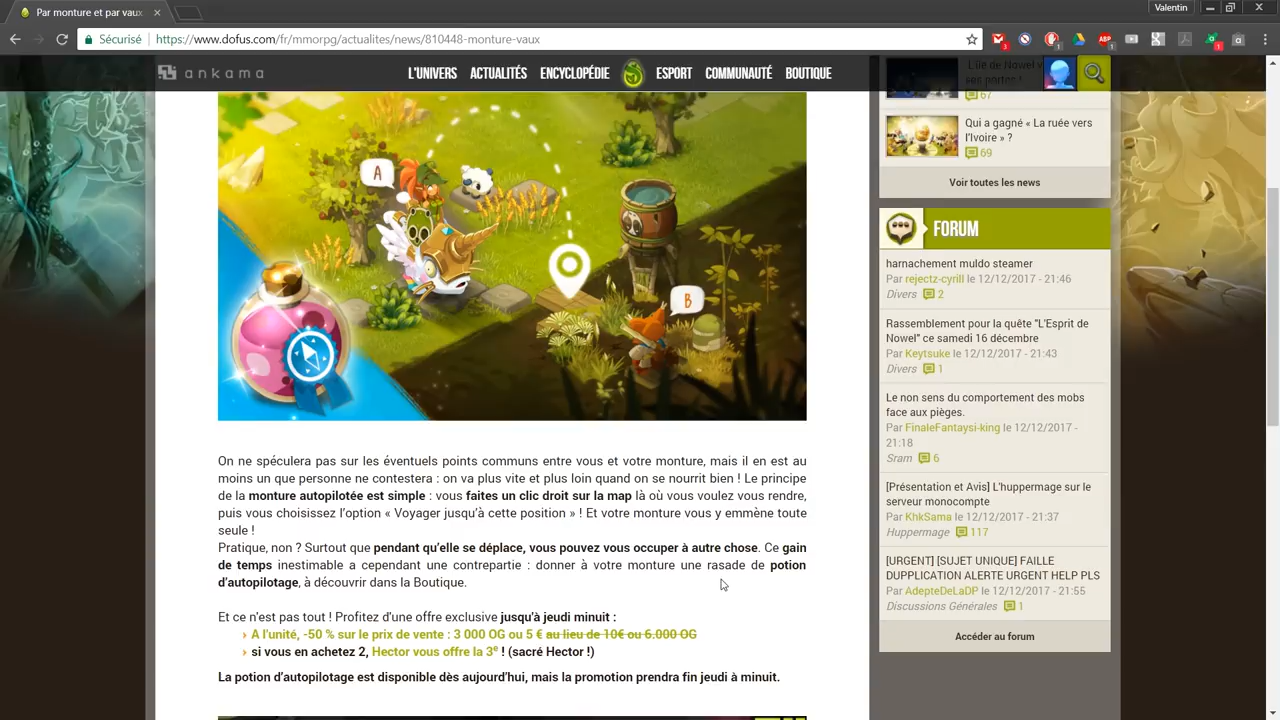 Par monture et par vaux
Valentin
Sécurisé
https://www.dofus.com/fr/mmorpg/actualites/news/810448-monture-vaux
ankama
L'UNIVERS
ACTUALITÉS
ENCYCLOPÉDIE
ESPORT
COMMUNAUTÉ
BOUTIQUE
A
B
On ne spéculera pas sur les éventuels points communs entre vous et votre monture, mais il en est au
moins un que personne ne contestera : on va plus vite et plus loin quand on se nourrit bien ! Le principe
de la monture autopilotée est simple : vous faites un clic droit sur la map là où vous voulez vous rendre,
puis vous choisissez l'option « Voyager jusqu'à cette position » ! Et votre monture vous y emmène toute
seule !
Pratique, non ? Surtout que pendant qu'elle se déplace, vous pouvez vous occuper à autre chose. Ce gain
de temps inestimable a cependant une contrepartie : donner à votre monture une rasade de potion
d'autopilotage, à découvrir dans la Boutique.
Et ce n'est pas tout ! Profitez d'une offre exclusive jusqu'à jeudi minuit :
› A l'unité, -50 % sur le prix de vente : 3 000 OG ou 5 € au lieu de 10€ ou 6.000 OG
› si vous en achetez 2, Hector vous offre la 3e ! (sacré Hector !)
La potion d'autopilotage est disponible dès aujourd'hui, mais la promotion prendra fin jeudi à minuit.
L'île de Nowel
ses portes !
67
Qui a gagné « La ruée vers
l'Ivoire » ?
69
Voir toutes les news
FORUM
harnachement muldo steamer
Par rejectz-cyrill le 12/12/2017 - 21:46
Divers 2
Rassemblement pour la quête "L'Esprit de
Nowel" ce samedi 16 décembre
Par Keytsuke le 12/12/2017 - 21:43
Divers 1
Le non sens du comportement des mobs
face aux pièges.
Par FinaleFantaysi-king le 12/12/2017 -
21:18
Sram 6
[Présentation et Avis] L'huppermage sur le
serveur monocompte
Par KhkSama le 12/12/2017 - 21:37
Huppermage 117
[URGENT] [SUJET UNIQUE] FAILLE
DUPPLICATION ALERTE URGENT HELP PLS
Par AdepteDeLaDP le 12/12/2017 - 21:55
Discussions Générales 1
Accéder au forum